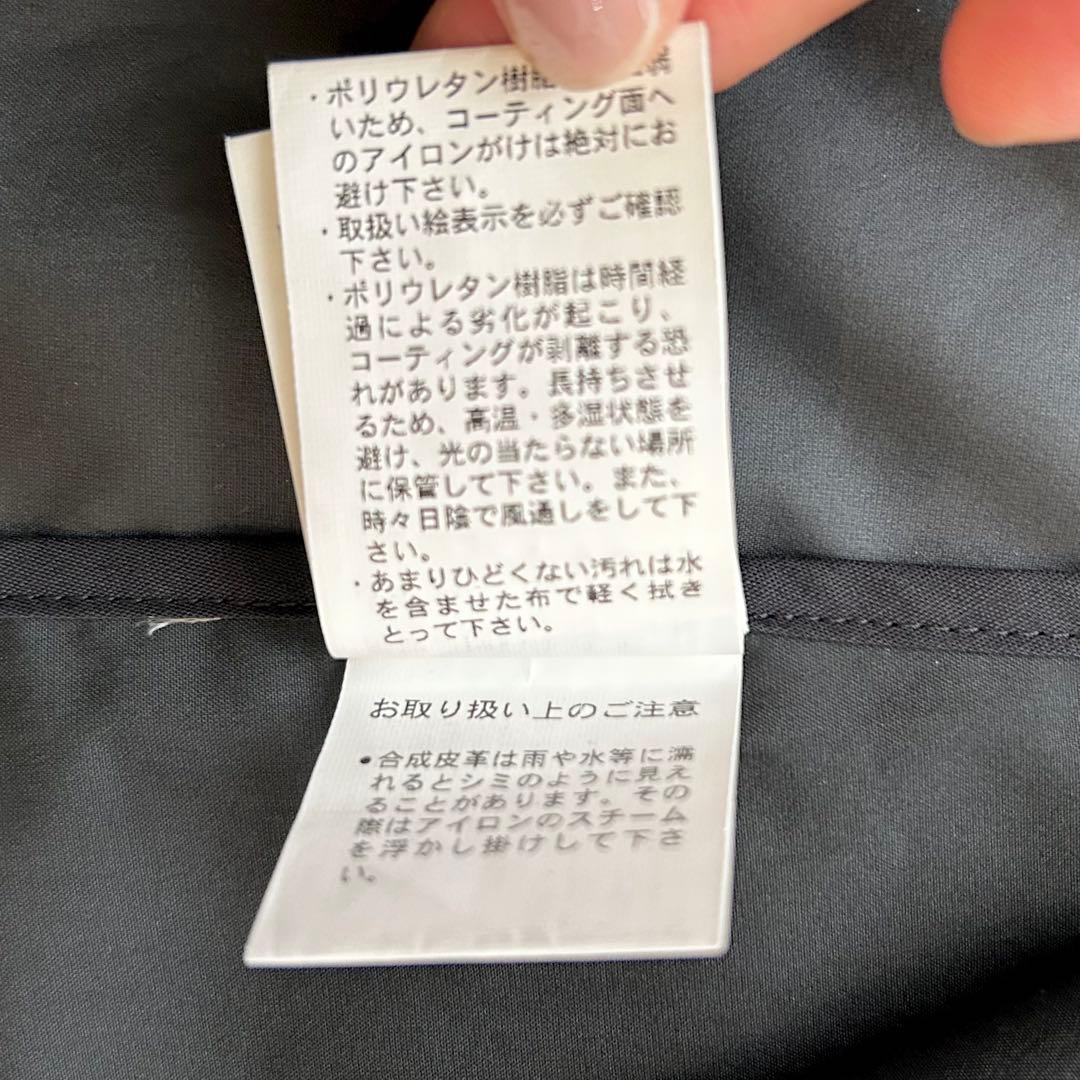 ・ポリウレタン樹脂
いため、コーティング面へ
のアイロンがけは絶対にお
避け下さい。
・取扱い絵表示を必ずご確認
下さい。
・ポリウレタン樹脂は時間経
過による劣化が起こり、
コーティングが剥離する恐
れがあります。長持ちさせ
るため、高温・多湿状態を
避け、光の当たらない場所
に保管して下さい。また、
時々日陰で風通しをして下
さい。
・あまりひどくない汚れは水
を含ませた布で軽く拭き
とって下さい。
お取り扱い上のご注意
●合成皮革は雨や水等に濡
れるとシミのように見え
ることがあります。その
際はアイロンのスチーム
を浮かし掛けして下さ
い。